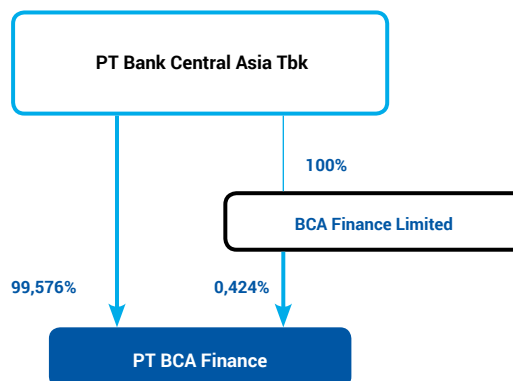 PT Bank Central Asia Tbk
100%
BCA Finance Limited
99,576%
0,424%
PT BCA Finance